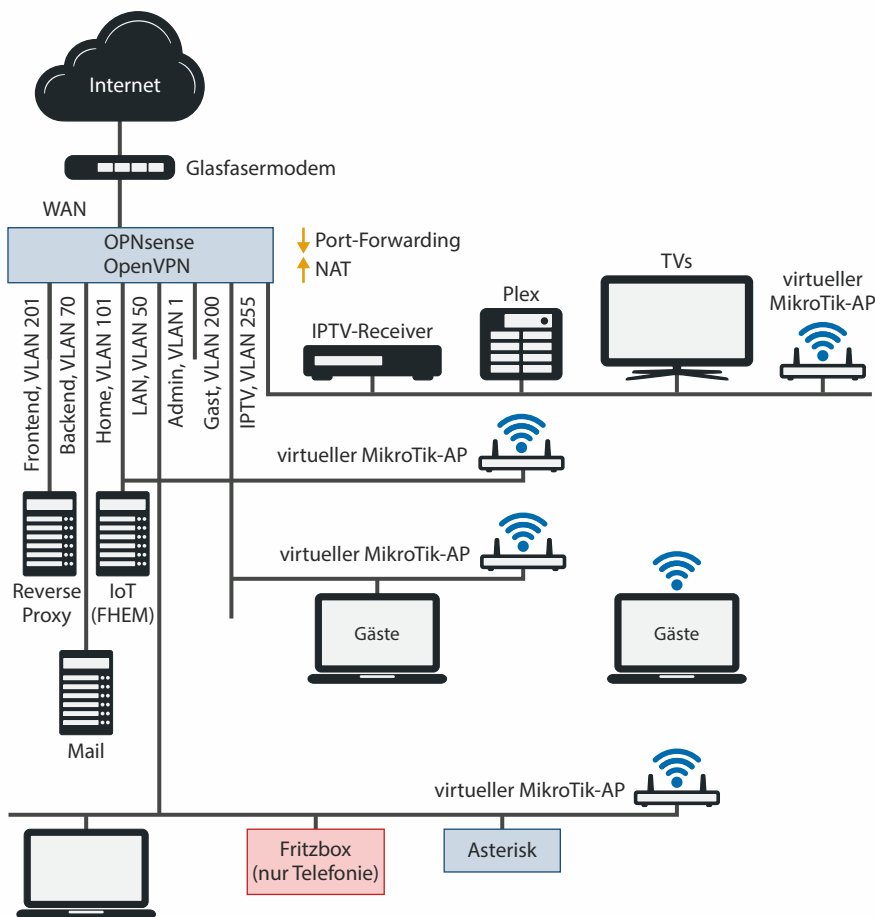 Internet
Glasfasermodem
WAN
OPNsense
OpenVPN
Port-Forwarding
NAT
Frontend, VLAN 201
Backend, VLAN 70
Home, VLAN 101
LAN, VLAN 50
Admin, VLAN 1
Gast, VLAN 200
IPTV, VLAN 255
IPTV-Receiver
Plex
TVs
virtueller
MikroTik-AP
virtueller MikroTik-AP
virtueller MikroTik-AP
Reverse
Proxy
IoT
(FHEM)
Gäste
Gäste
Mail
virtueller MikroTik-AP
Fritzbox
(nur Telefonie)
Asterisk